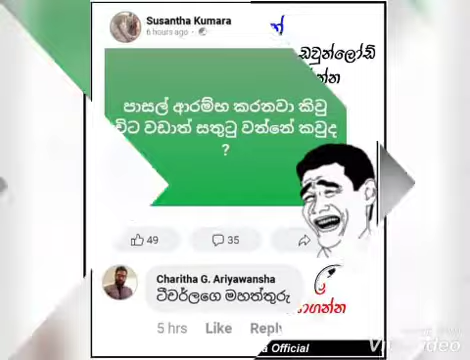 Susantha Kumara
6 hours ago
ඩවුන්ලෝඩ්
පාසල් ආරම්භ කරනවා කිවු
විට වඩාත් සතුටු වන්නේ කවුද
?
49
35
Charitha G. Ariyawansha
ටීචර්ලගෙ මහත්තුරු
5 hrs Like Reply
Official